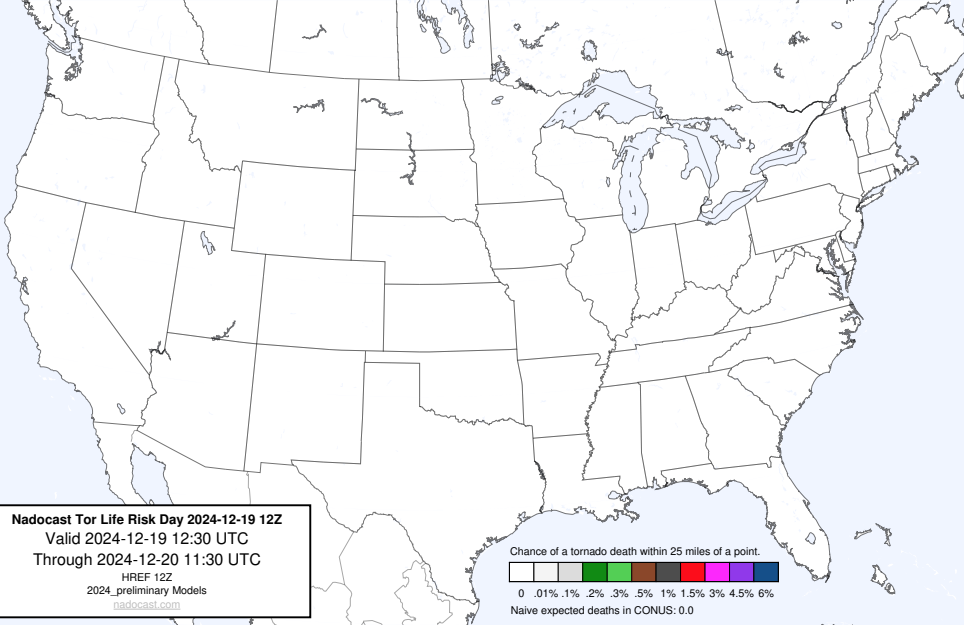 Nadocast Tor Life Risk Day 2024-12-19 12Z
Valid 2024-12-19 12:30 UTC
Through 2024-12-20 11:30 UTC
HREF 12Z
2024_preliminary Models
nadocast.com
Chance of a tornado death within 25 miles of a point.
0 .01% .1% .2% .3% .5% 1% 1.5% 3% 4.5% 6%
Naive expected deaths in CONUS: 0.0